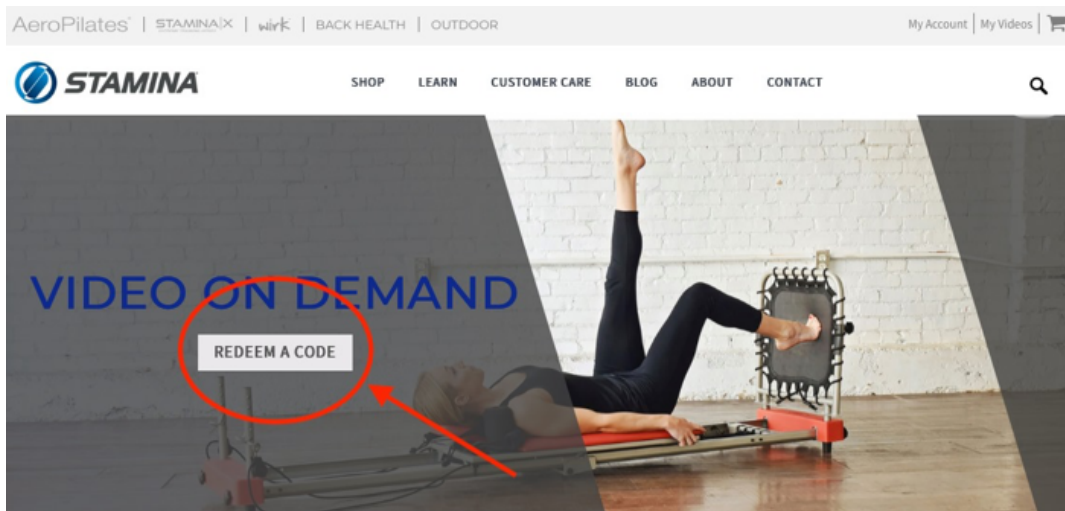 AeroPilates | STAMINA X | wirk | BACK HEALTH | OUTDOOR
My Account | My Videos |
STAMINA
SHOP LEARN CUSTOMER CARE BLOG ABOUT CONTACT
VIDEO ON DEMAND
REDEEM A CODE